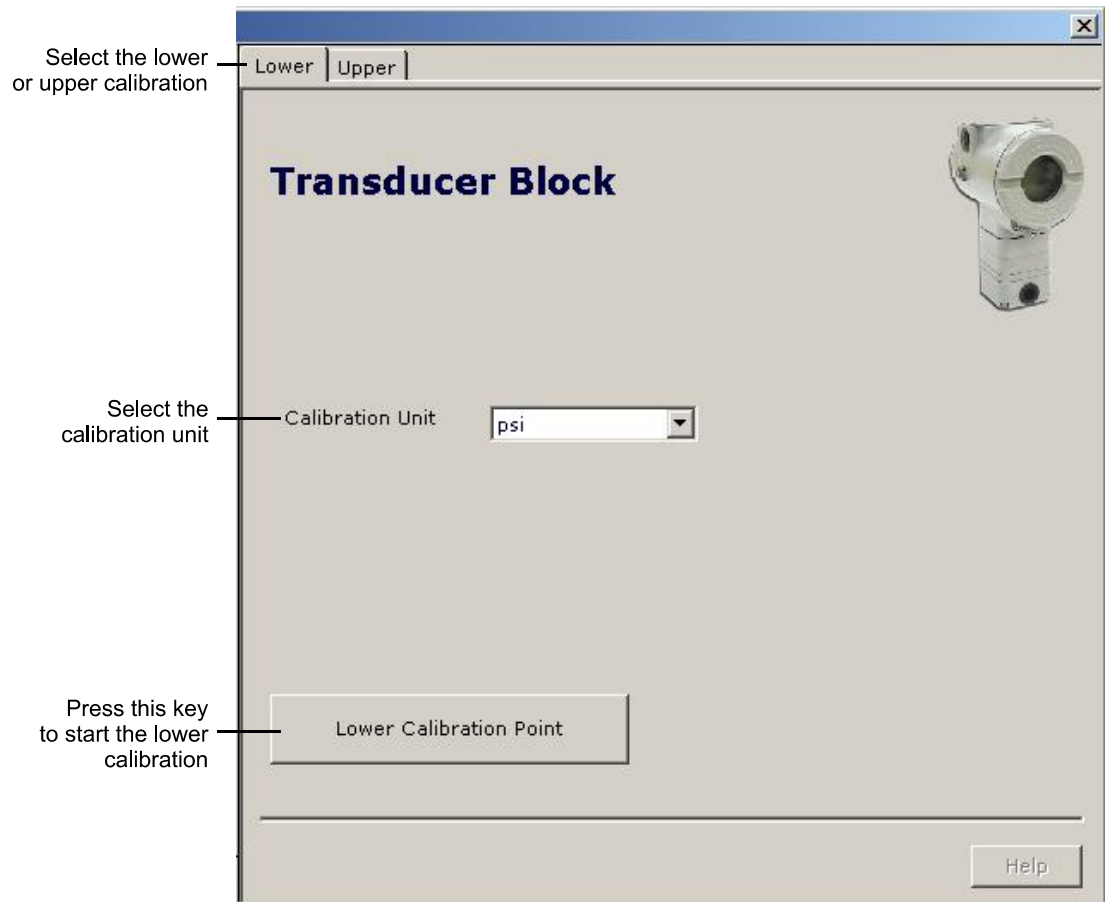 Select the lower
or upper calibration
Lower
Upper
Transducer Block
Select the
calibration unit
Calibration Unit
psi
Press this key
to start the lower
calibration
Lower Calibration Point
Help